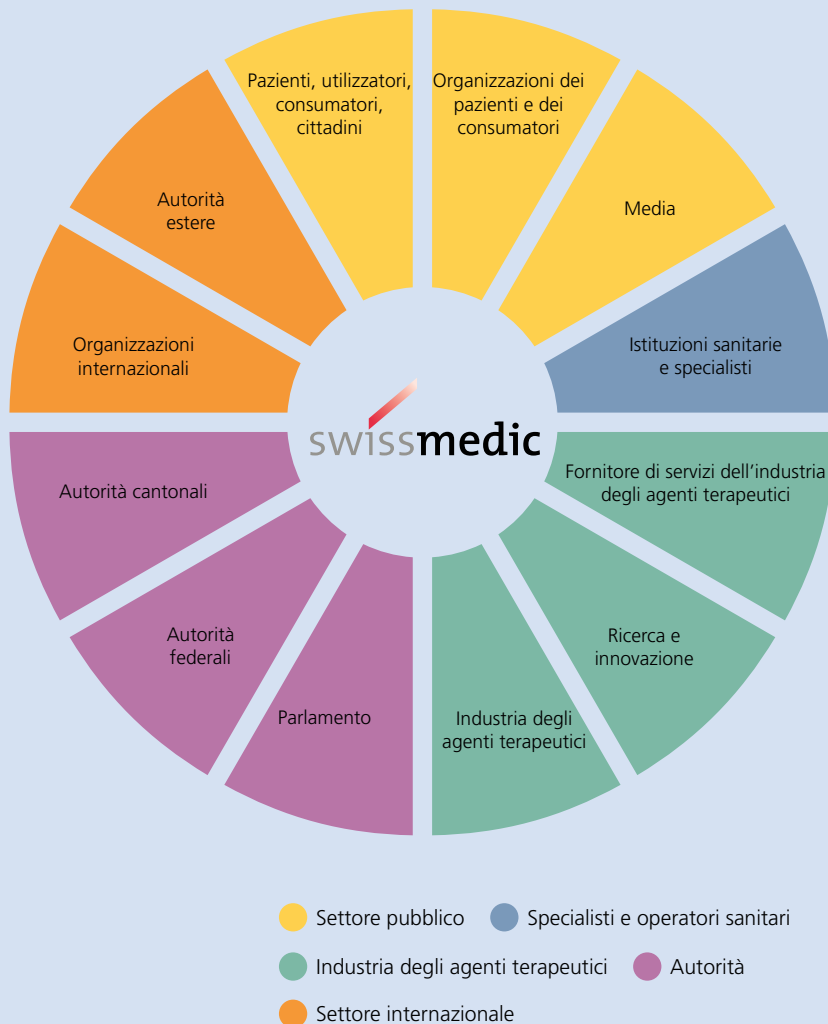 Pazienti, utilizzatori,
consumatori,
cittadini
Organizzazioni dei
pazienti e dei
consumatori
Media
Autorità
estere
Istituzioni sanitarie
e specialisti
Organizzazioni
internazionali
swissmedic
Fornitore di servizi dell’industria
degli agenti terapeutici
Autorità cantonali
Ricerca e
innovazione
Autorità
federali
Industria degli
agenti terapeutici
Parlamento
Settore pubblico
Specialisti e operatori sanitari
Industria degli agenti terapeutici
Autorità
Settore internazionale